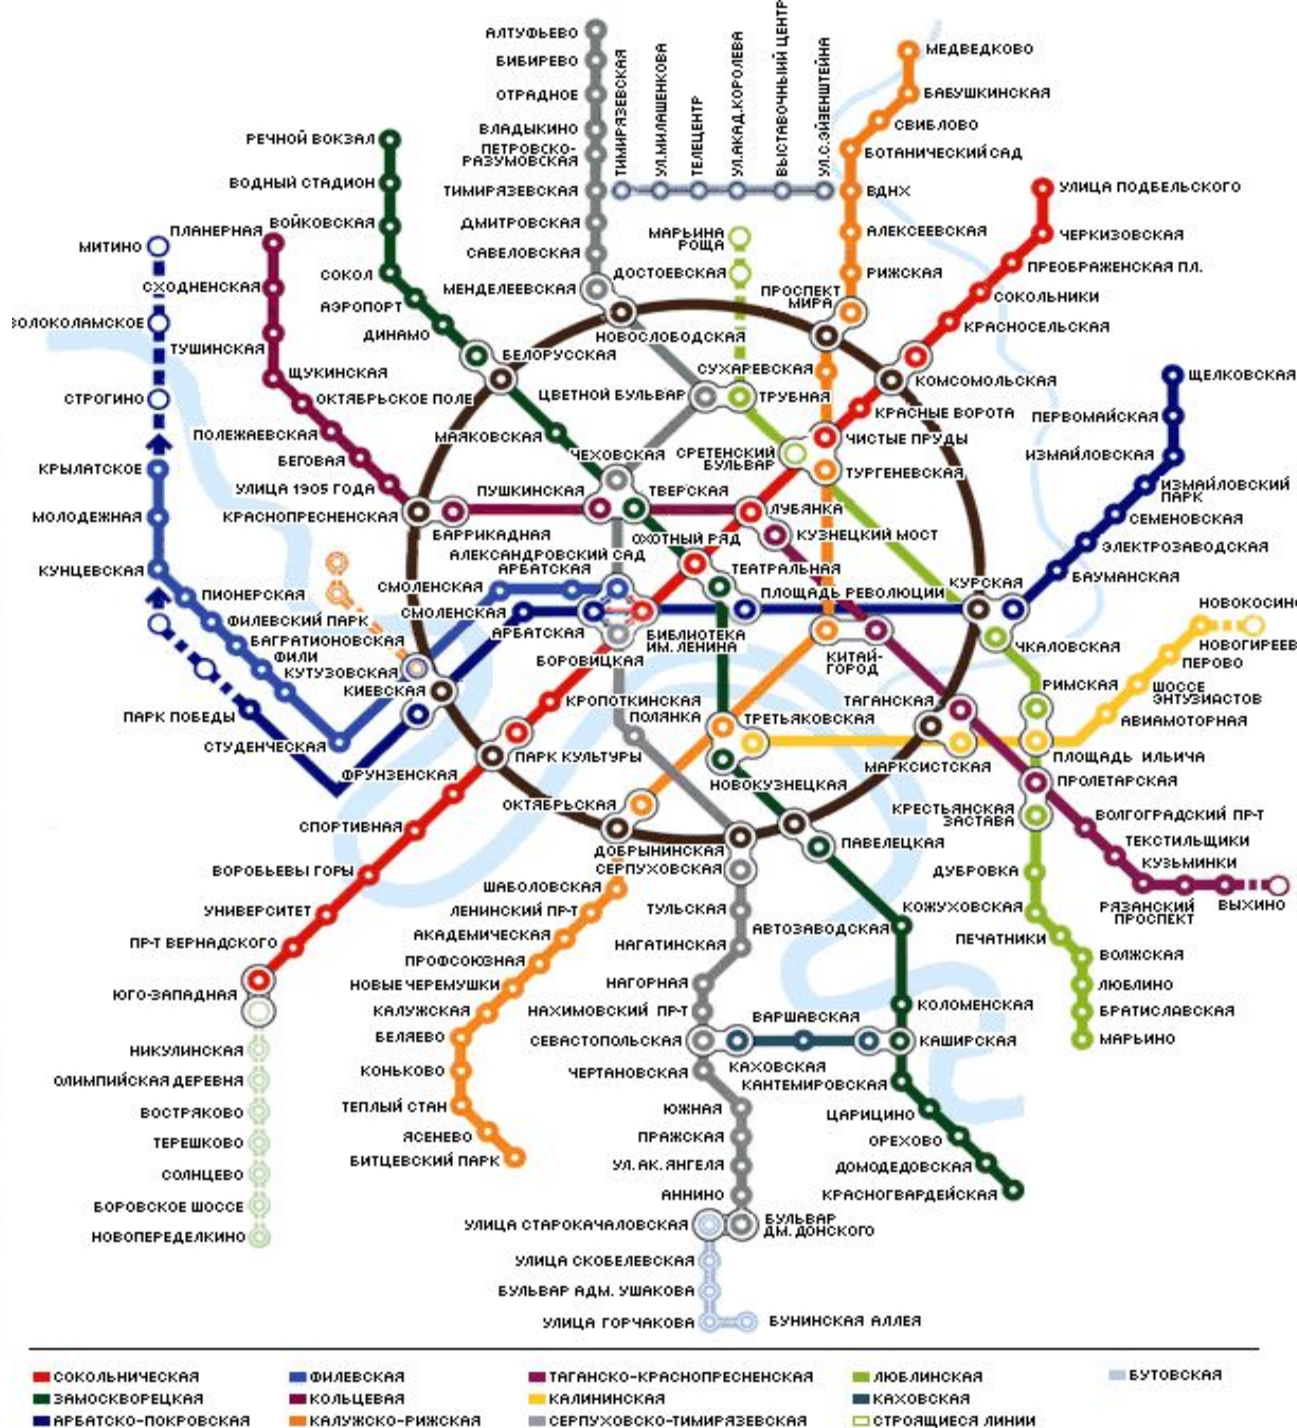 АЛТУФЬЕВО
БИБИРЕВО
ОТРАДНОЕ
ВЛАДЫКИНО
ПЕТРОВСКО-
РАЗУМОВСКАЯ
ТИМИРЯЗЕВСКАЯ
ДМИТРОВСКАЯ
САВЕЛОВСКАЯ
МЕНДЕЛЕЕВСКАЯ
ТИМИРЯЗЕВСКАЯ
УЛ.МИЛАШЕНКОВА
ТЕЛЕЦЕНТР
УЛ.АКАД.КОРОЛЕВА
ВЫСТАВОЧНЫЙ ЦЕНТР
УЛ.С.ЭЙЗЕНШТЕЙНА
МЕДВЕДКОВО
БАБУШКИНСКАЯ
СВИБЛОВО
БОТАНИЧЕСКИЙ САД
ВДНХ
АЛЕКСЕЕВСКАЯ
РИЖСКАЯ
ПРОСПЕКТ
МИРА
УЛИЦА ПОДБЕЛЬСКОГО
ЧЕРКИЗОВСКАЯ
ПРЕОБРАЖЕНСКАЯ ПЛ.
СОКОЛЬНИКИ
КРАСНОСЕЛЬСКАЯ
КОМСОМОЛЬСКАЯ
КРАСНЫЕ ВОРОТА
ЧИСТЫЕ ПРУДЫ
ТУРГЕНЕВСКАЯ
РЕЧНОЙ ВОКЗАЛ
ВОДНЫЙ СТАДИОН
ВОЙКОВСКАЯ
СОКОЛ
АЭРОПОРТ
ДИНАМО
БЕЛОРУССКАЯ
МАЯКОВСКАЯ
ПЛАНЕРНАЯ
СХОДНЕНСКАЯ
ТУШИНСКАЯ
ЩУКИНСКАЯ
ОКТЯБРЬСКОЕ ПОЛЕ
ПОЛЕЖАЕВСКАЯ
БЕГОВАЯ
УЛИЦА 1905 ГОДА
КРАСНОПРЕСНЕНСКАЯ
БАРРИКАДНАЯ
МИТИНО
ВОЛОКОЛАМСКОЕ
СТРОГИНО
КРЫЛАТСКОЕ
МОЛОДЕЖНАЯ
КУНЦЕВСКАЯ
ПИОНЕРСКАЯ
ФИЛЕВСКИЙ ПАРК
БАГРАТИОНОВСКАЯ
ФИЛИ
КУТУЗОВСКАЯ
КИЕВСКАЯ
ПАРК ПОБЕДЫ
СТУДЕНЧЕСКАЯ
МАРЬИНА
РОЩА
ДОСТОЕВСКАЯ
НОВОСЛОБОДСКАЯ
СУХАРЕВСКАЯ
ЦВЕТНОЙ БУЛЬВАР
ТРУБНАЯ
СРЕТЕНСКИЙ
БУЛЬВАР
ЧЕХОВСКАЯ
ПУШКИНСКАЯ
ТВЕРСКАЯ
ЛУБЯНКА
КУЗНЕЦКИЙ МОСТ
ОХОТНЫЙ РЯД
ТЕАТРАЛЬНАЯ
АЛЕКСАНДРОВСКИЙ САД
АРБАТСКАЯ
СМОЛЕНСКАЯ
СМОЛЕНСКАЯ
АРБАТСКАЯ
ПЛОЩАДЬ РЕВОЛЮЦИИ
БИБЛИОТЕКА
ИМ. ЛЕНИНА
БОРОВИЦКАЯ
КИТАЙ-
ГОРОД
КУРСКАЯ
ЧКАЛОВСКАЯ
ЩЕЛКОВСКАЯ
ПЕРВОМАЙСКАЯ
ИЗМАЙЛОВСКАЯ
ИЗМАЙЛОВСКИЙ
ПАРК
СЕМЕНОВСКАЯ
ЭЛЕКТРОЗАВОДСКАЯ
БАУМАНСКАЯ
НОВОКОСИНО
НОВОГИРЕЕВ
ПЕРОВО
ШОССЕ
ЭНТУЗИАСТОВ
АВИАМОТОРНАЯ
РИМСКАЯ
ПЛОЩАДЬ ИЛЬИЧА
ТАГАНСКАЯ
МАРКСИСТСКАЯ
ПРОЛЕТАРСКАЯ
КРЕСТЬЯНСКАЯ
ЗАСТАВА
ВОЛГОГРАДСКИЙ ПР-Т
ТЕКСТИЛЬЩИКИ
КУЗЬМИНКИ
РЯЗАНСКИЙ
ПРОСПЕКТ
ВЫХИНО
ДУБРОВКА
КОЖУХОВСКАЯ
ПЕЧАТНИКИ
ВОЛЖСКАЯ
ЛЮБЛИНО
БРАТИСЛАВСКАЯ
МАРЬИНО
КРОПОТКИНСКАЯ
ПОЛЯНКА
ТРЕТЬЯКОВСКАЯ
НОВОКУЗНЕЦКАЯ
ПАРК КУЛЬТУРЫ
ФРУНЗЕНСКАЯ
СПОРТИВНАЯ
ВОРОБЬЕВЫ ГОРЫ
УНИВЕРСИТЕТ
ПР-Т ВЕРНАДСКОГО
ЮГО-ЗАПАДНАЯ
НИКУЛИНСКАЯ
ОЛИМПИЙСКАЯ ДЕРЕВНЯ
ВОСТРЯКОВО
ТЕРЕШКОВО
СОЛНЦЕВО
БОРОВСКОЕ ШОССЕ
НОВОПЕРЕДЕЛКИНО
ОКТЯБРЬСКАЯ
ДОБРЫНИНСКАЯ
СЕРПУХОВСКАЯ
ПАВЕЛЕЦКАЯ
ШАБОЛОВСКАЯ
ЛЕНИНСКИЙ ПР-Т
АКАДЕМИЧЕСКАЯ
ПРОФСОЮЗНАЯ
НОВЫЕ ЧЕРЕМУШКИ
КАЛУЖСКАЯ
БЕЛЯЕВО
КОНЬКОВО
ТЕПЛЫЙ СТАН
ЯСЕНЕВО
БИТЦЕВСКИЙ ПАРК
ТУЛЬСКАЯ
НАГАТИНСКАЯ
НАГОРНАЯ
НАХИМОВСКИЙ ПР-Т
СЕВАСТОПОЛЬСКАЯ
ЧЕРТАНОВСКАЯ
ЮЖНАЯ
ПРАЖСКАЯ
УЛ. АК. ЯНГЕЛЯ
АННИНО
УЛИЦА СТАРОКАЧАЛОВСКАЯ
БУЛЬВАР
ДМ. ДОНСКОГО
УЛИЦА СКОБЕЛЕВСКАЯ
БУЛЬВАР АДМ. УШАКОВА
УЛИЦА ГОРЧАКОВА
БУНИНСКАЯ АЛЛЕЯ
АВТОЗАВОДСКАЯ
КОЛОМЕНСКАЯ
ВАРШАВСКАЯ
КАШИРСКАЯ
КАХОВСКАЯ
КАНТЕМИРОВСКАЯ
ЦАРИЦИНО
ОРЕХОВО
ДОМОДЕДОВСКАЯ
КРАСНОГВАРДЕЙСКАЯ
СОКОЛЬНИЧЕСКАЯ
ЗАМОСКВОРЕЦКАЯ
АРБАТСКО-ПОКРОВСКАЯ
ФИЛЕВСКАЯ
КОЛЬЦЕВАЯ
КАЛУЖСКО-РИЖСКАЯ
ТАГАНСКО-КРАСНОПРЕСНЕНСКАЯ
КАЛИНИНСКАЯ
СЕРПУХОВСКО-ТИМИРЯЗЕВСКАЯ
ЛЮБЛИНСКАЯ
КАХОВСКАЯ
СТРОЯЩИЕСЯ ЛИНИИ
БУТОВСКАЯ